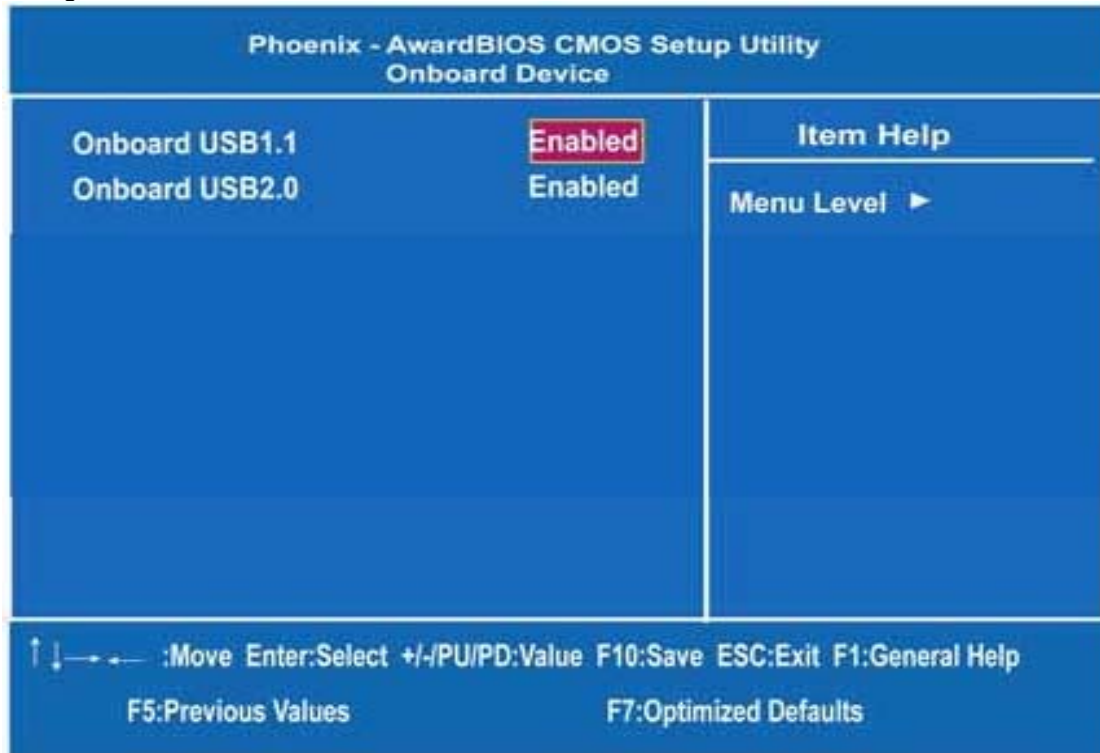 Phoenix - AwardBIOS CMOS Setup Utility
Onboard Device
Onboard USB1.1 Enabled
Onboard USB2.0 Enabled
Item Help
Menu Level ►
↑↓→← :Move Enter:Select +/-/PU/PD:Value F10:Save ESC:Exit F1:General Help
F5:Previous Values F7:Optimized Defaults